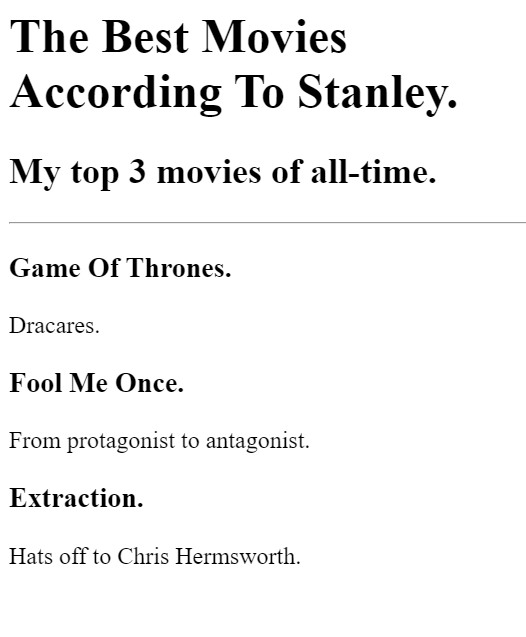 The Best Movies
According To Stanley.
My top 3 movies of all-time.
Game Of Thrones.
Dracares.
Fool Me Once.
From protagonist to antagonist.
Extraction.
Hats off to Chris Hermsworth.